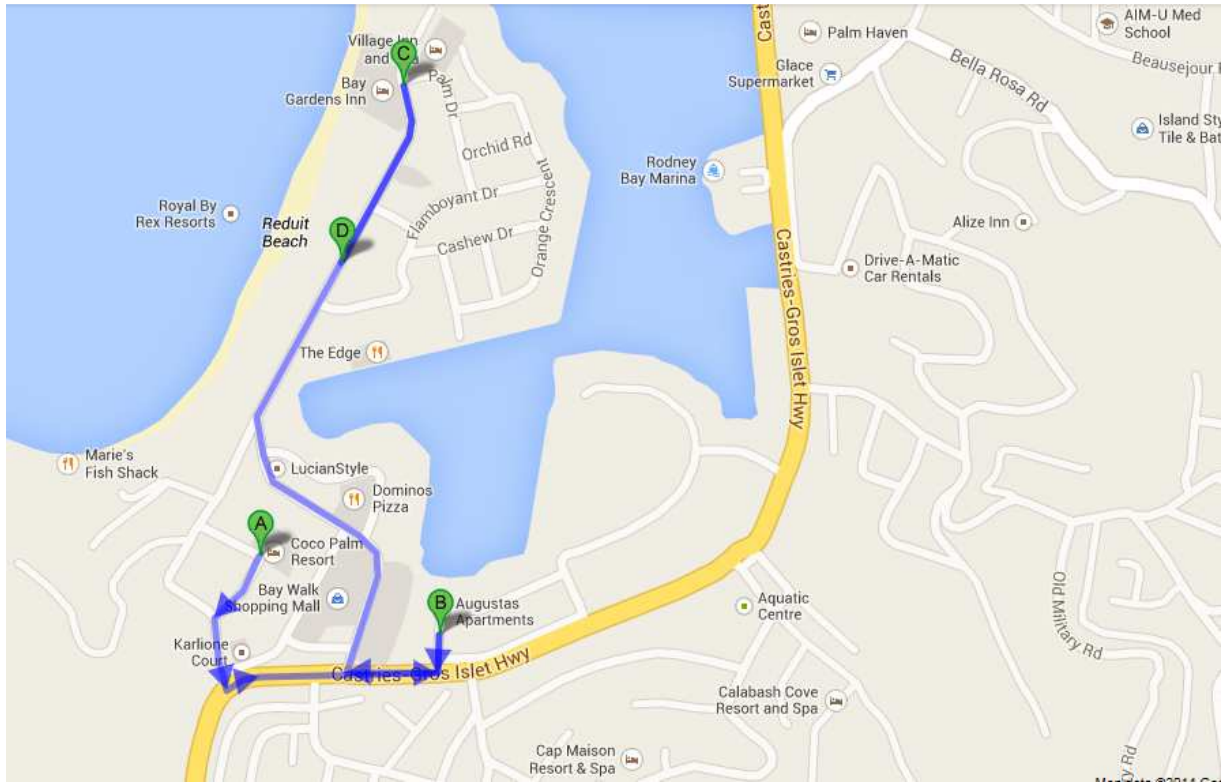 Village Inn
and Spa
C
Bay
Gardens Inn
Palm Dr
Orchid Rd
Flamboyant Dr
Cashew Dr
Orange Crescent
Royal By
Rex Resorts
Reduit
Beach
D
The Edge
Marie's
Fish Shack
LucianStyle
Dominos
Pizza
A
Coco Palm
Resort
Bay Walk
Shopping Mall
Karlione
Court
B
Augustas
Apartments
Castries-Gros Islet Hwy
Rodney
Bay Marina
Castries-Gros Islet Hwy
Cast
Palm Haven
Glace
Supermarket
AIM-U Med
School
Beausejour
Bella Rosa Rd
Island Sty
Tile & Bat
Alize Inn
Drive-A-Matic
Car Rentals
Aquatic
Centre
Old Military Rd
Calabash Cove
Resort and Spa
Cap Maison
Resort & Spa
ry Rd